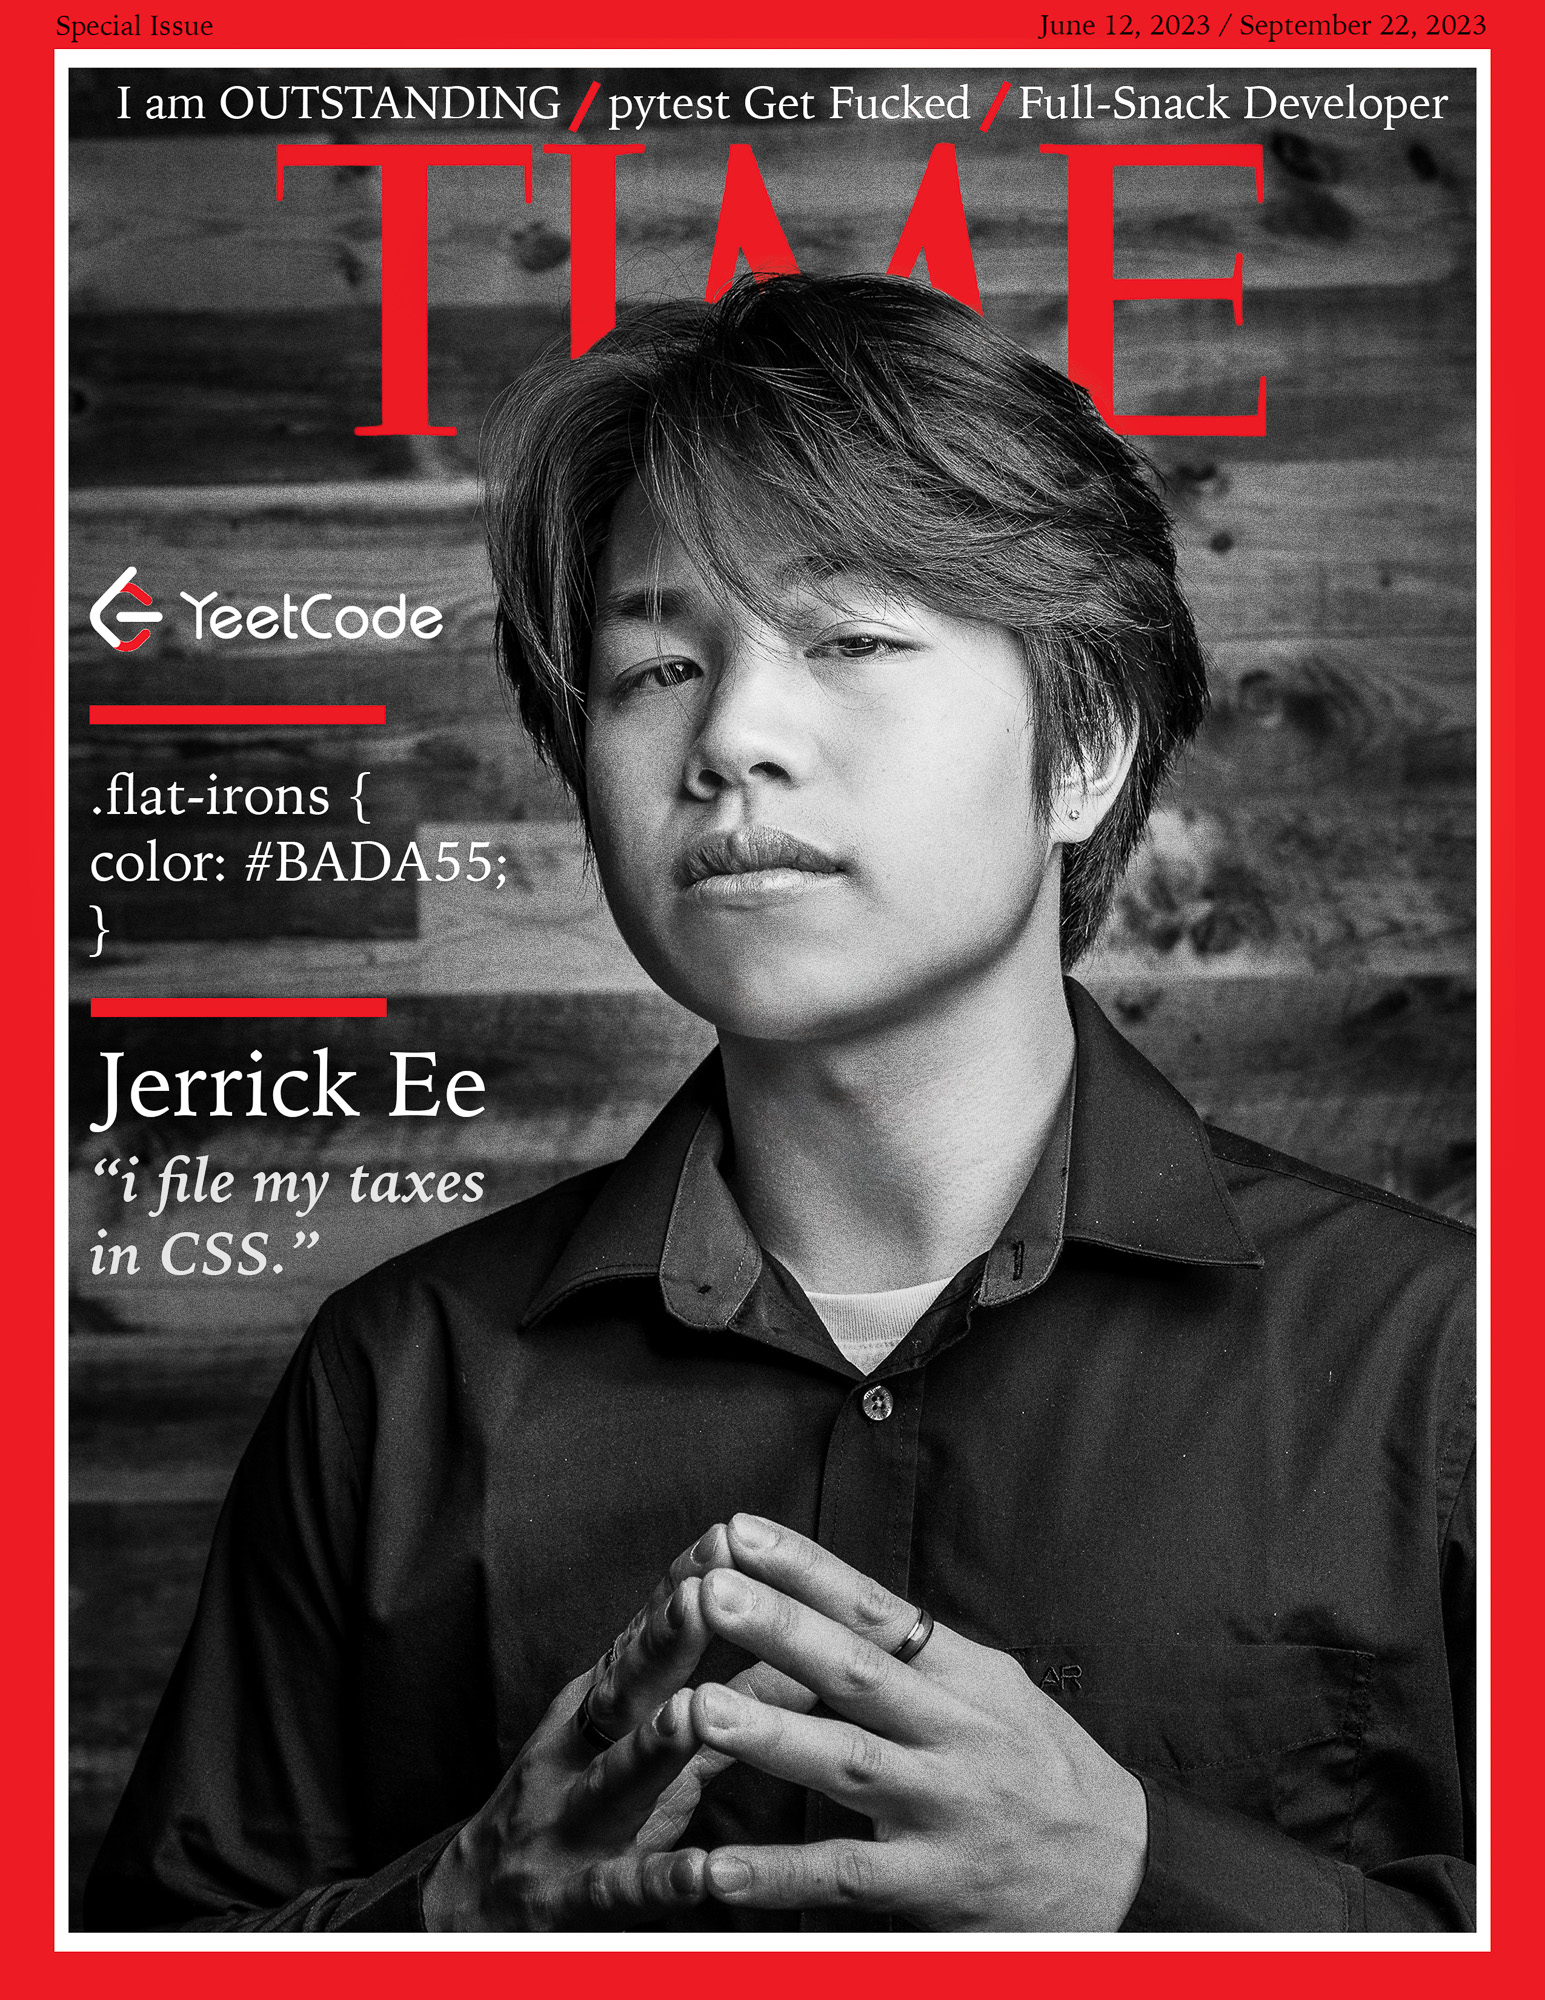 Special Issue
June 12, 2023 / September 22, 2023
I am OUTSTANDING / pytest Get Fucked / Full-Snack Developer
TIME
YeetCode
.flat-irons {
color: #BADA55;
}
Jerrick Ee
“i file my taxes
in CSS.”
AR